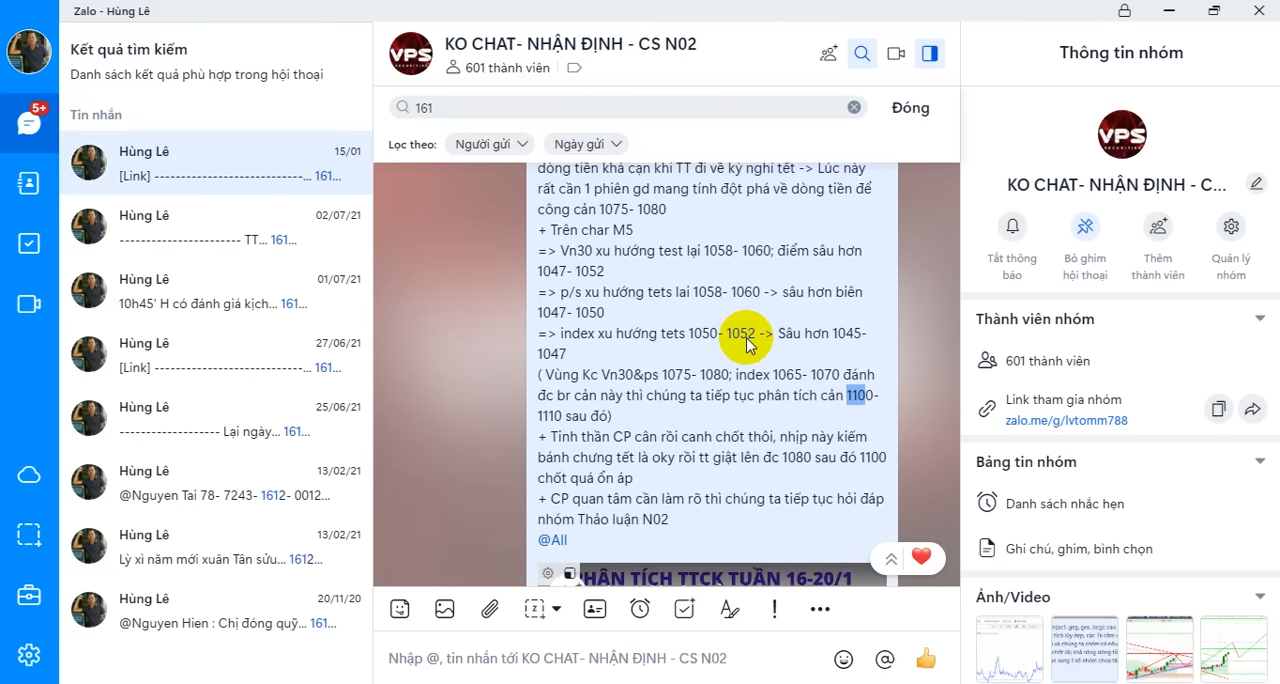 Zalo - Hùng Lê
5+
Kết quả tìm kiếm
Danh sách kết quả phù hợp trong hội thoại
Tin nhắn
Hùng Lê
15/01
[Link] ----------------------------... 161...
Hùng Lê
02/07/21
---------------------- TT... 161...
Hùng Lê
01/07/21
10h45' H có đánh giá kịch... 161...
Hùng Lê
27/06/21
[Link] ----------------------------... 161...
Hùng Lê
25/06/21
------------------ Lại ngày... 161...
Hùng Lê
13/02/21
@Nguyen Tai 78- 7243- 1612- 0012...
Hùng Lê
13/02/21
Lỳ xì năm mới xuân Tân sửu... 1612...
Hùng Lê
20/11/20
@Nguyen Hien : Chị đóng quỹ... 161...
VPS
SECURITIES
KO CHAT- NHẬN ĐỊNH - CS N02
601 thành viên
161
Đóng
Lọc theo:
Người gửi
Ngày gửi
dòng tiền khá cạn khi TT đi về kỳ nghỉ tết -> Lúc này
rất cần 1 phiên gd mang tính đột phá về dòng tiền để
công cản 1075- 1080
+ Trên char M5
=> Vn30 xu hướng test lại 1058- 1060; điểm sâu hơn
1047- 1052
=> p/s xu hướng tets lai 1058- 1060 -> sâu hơn biên
1047- 1050
=> index xu hướng tets 1050- 1052 -> Sâu hơn 1045-
1047
( Vùng Kc Vn30&ps 1075- 1080; index 1065- 1070 đánh
đc br cản này thì chúng ta tiếp tục phân tích cản 1100-
1110 sau đó)
+ Tinh thần CP cân rồi canh chốt thôi, nhịp này kiếm
bánh chưng tết là oky rồi tt giật lên đc 1080 sau đó 1100
chốt quá ổn áp
+ CP quan tâm cần làm rõ thì chúng ta tiếp tục hỏi đáp
nhóm Thảo luận N02
@All
PHÂN TÍCH TTCK TUẦN 16-20/1
Nhập @, tin nhắn tới KO CHAT- NHẬN ĐỊNH - CS N02
Thông tin nhóm
VPS
SECURITIES
KO CHAT- NHẬN ĐỊNH - C...
Tắt thông
báo
Bỏ ghim
hội thoại
Thêm
thành viên
Quản lý
nhóm
Thành viên nhóm
601 thành viên
Link tham gia nhóm
zalo.me/g/lvtomm788
Bảng tin nhóm
Danh sách nhắc hẹn
Ghi chú, ghim, bình chọn
Ảnh/Video